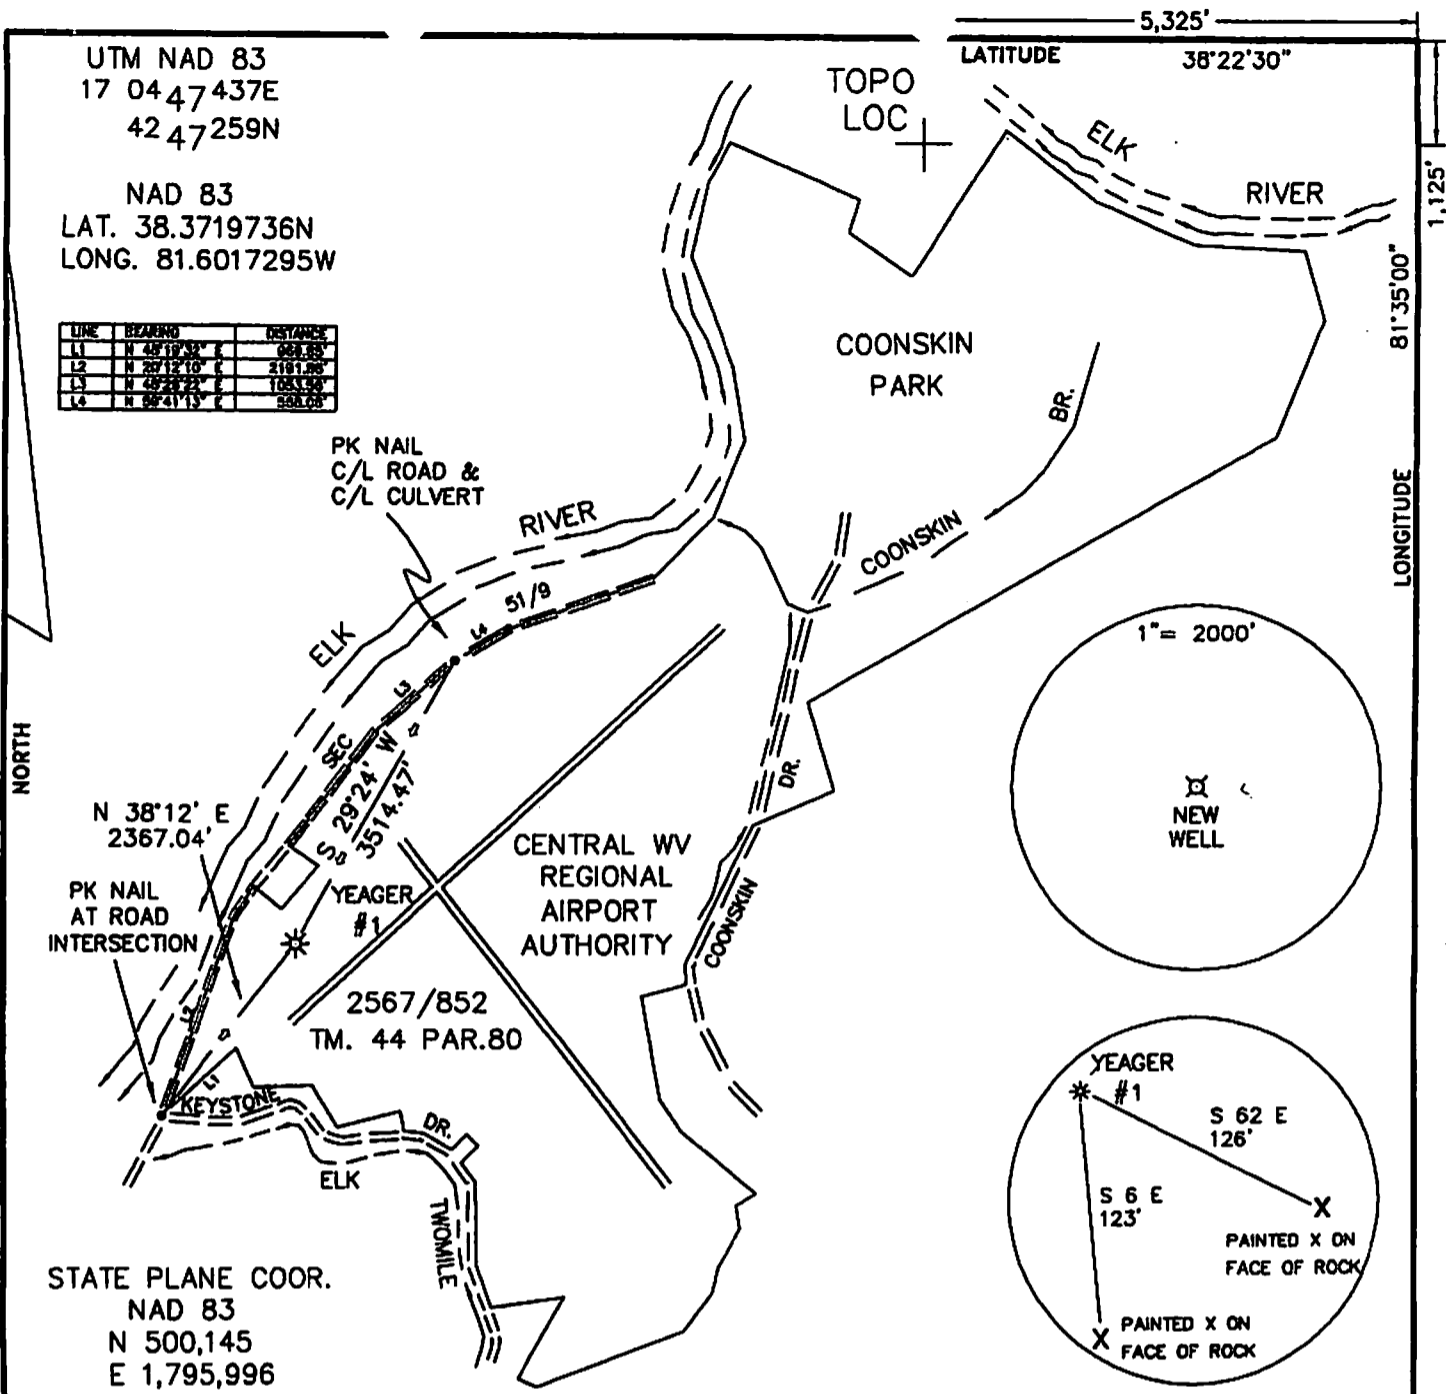 5,325'
UTM NAD 83
17 04 47 437E
42 47 259N
LATITUDE 38°22'30"
TOPO
LOC
ELK
RIVER
1,125'
NAD 83
LAT. 38.3719736N
LONG. 81.6017295W
81°35'00"
LONGITUDE
LINE BEARING DISTANCE
L1
L2 N 20°12'10" E
L3
L4
COONSKIN
PARK
BR.
COONSKIN
PK NAIL
C/L ROAD &
C/L CULVERT
RIVER
ELK
51/9
L4
L3
SEC
S 29°24' W
3514.47'
NORTH
N 38°12' E
2367.04'
PK NAIL
AT ROAD
INTERSECTION
YEAGER
#1
CENTRAL WV
REGIONAL
AIRPORT
AUTHORITY
DR.
COONSKIN
2567/852
TM. 44 PAR.80
L2
L1
KEYSTONE
DR.
ELK
TWOMILE
1"= 2000'
NEW
WELL
YEAGER
#1
S 62 E
126'
S 6 E
123'
X
PAINTED X ON
FACE OF ROCK
X
PAINTED X ON
FACE OF ROCK
STATE PLANE COOR.
NAD 83
N 500,145
E 1,795,996